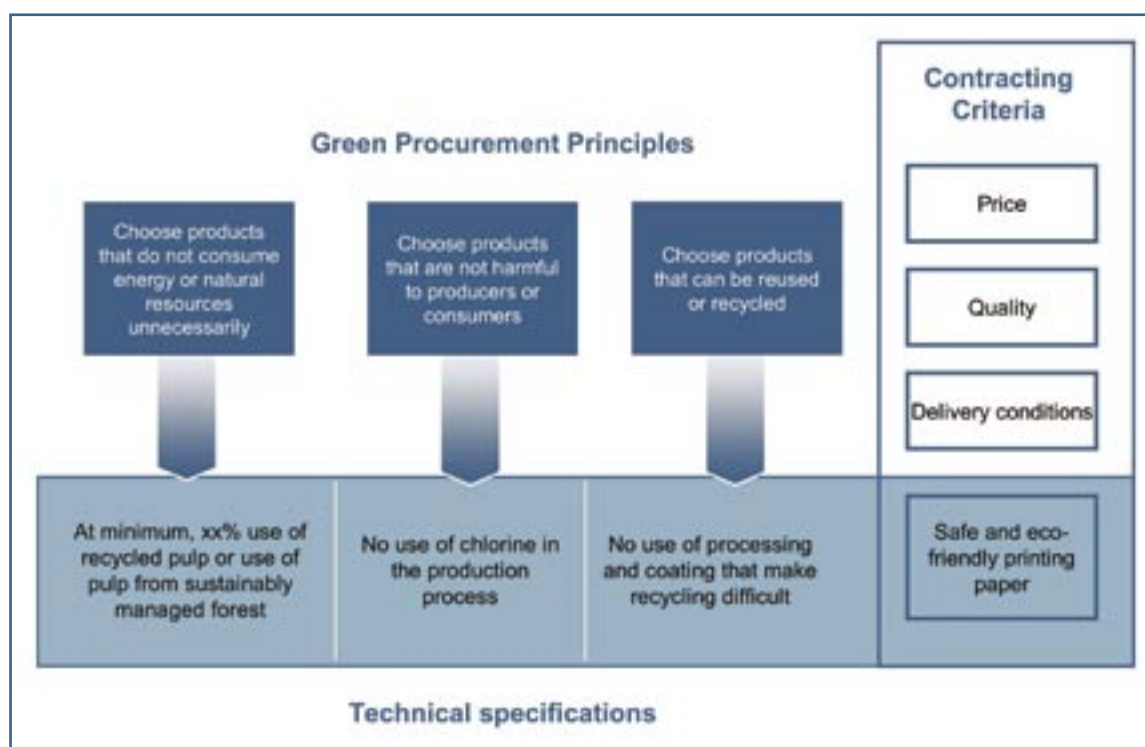 Contracting
Criteria
Green Procurement Principles
Choose products
that do not consume
energy or natural
resources
unnecessarily
Choose products
that are not harmful
to producers or
consumers
Choose products
that can be reused
or recycled
Price
Quality
Delivery conditions
At minimum, xx% use of
recycled pulp or use of
pulp from sustainably
managed forest
No use of chlorine in
the production
process
No use of processing
and coating that make
recycling difficult
Safe and eco-
friendly printing
paper
Technical specifications